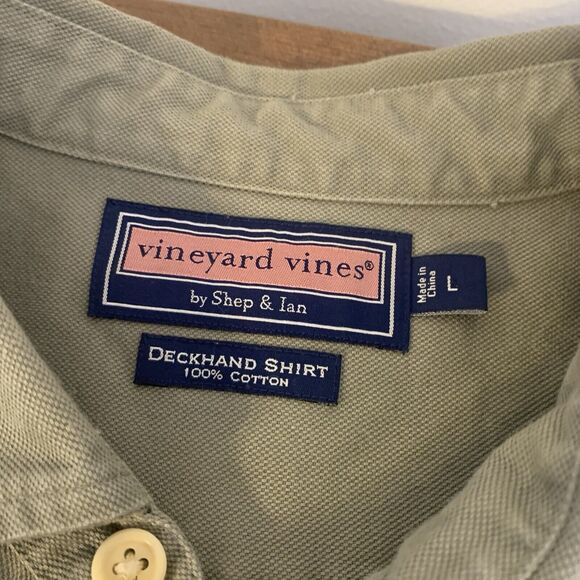 vineyard vines®
by Shep & Ian
Made in
China
L
DECKHAND SHIRT
100% COTTON